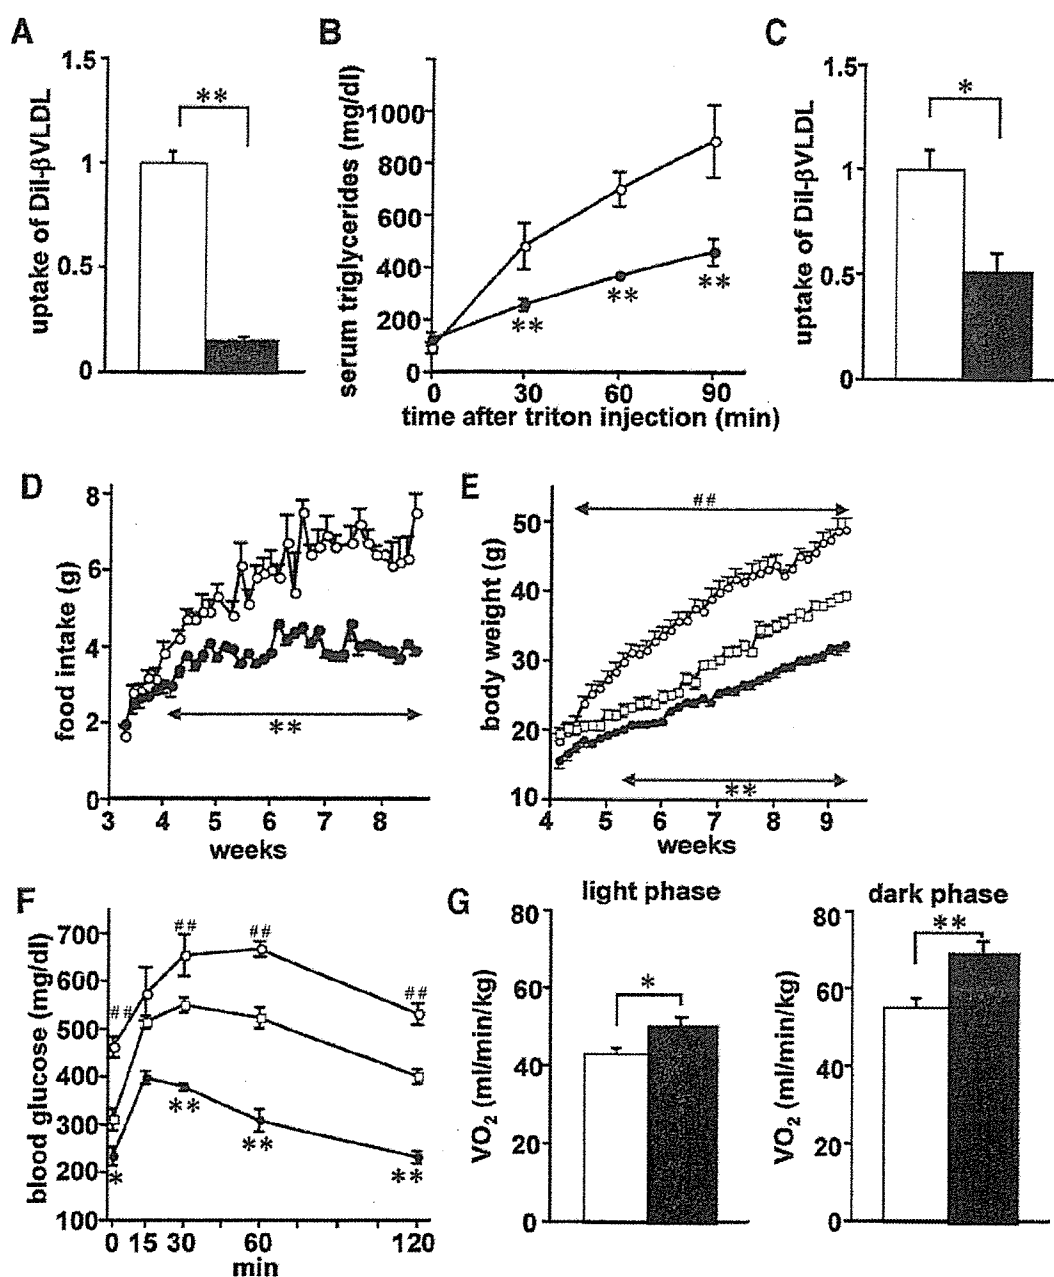 A
uptake of DiI-βVLDL
1.5
1
0.5
0
**
B
serum triglycerides (mg/dl)
1000
800
600
400
200
0
** ** **
0 30 60 90
time after triton injection (min)
C
uptake of DiI-βVLDL
1.5
1
0.5
0
*
D
food intake (g)
8
6
4
2
0
**
3 4 5 6 7 8
weeks
E
body weight (g)
50
40
30
20
10
##
**
4 5 6 7 8 9
weeks
F
blood glucose (mg/dl)
700
600
500
400
300
200
100
## ## ## ##
* ** ** **
0 15 30 60 120
min
G
light phase
VO₂ (ml/min/kg)
80
60
40
20
0
*
dark phase
VO₂ (ml/min/kg)
80
60
40
20
0
**